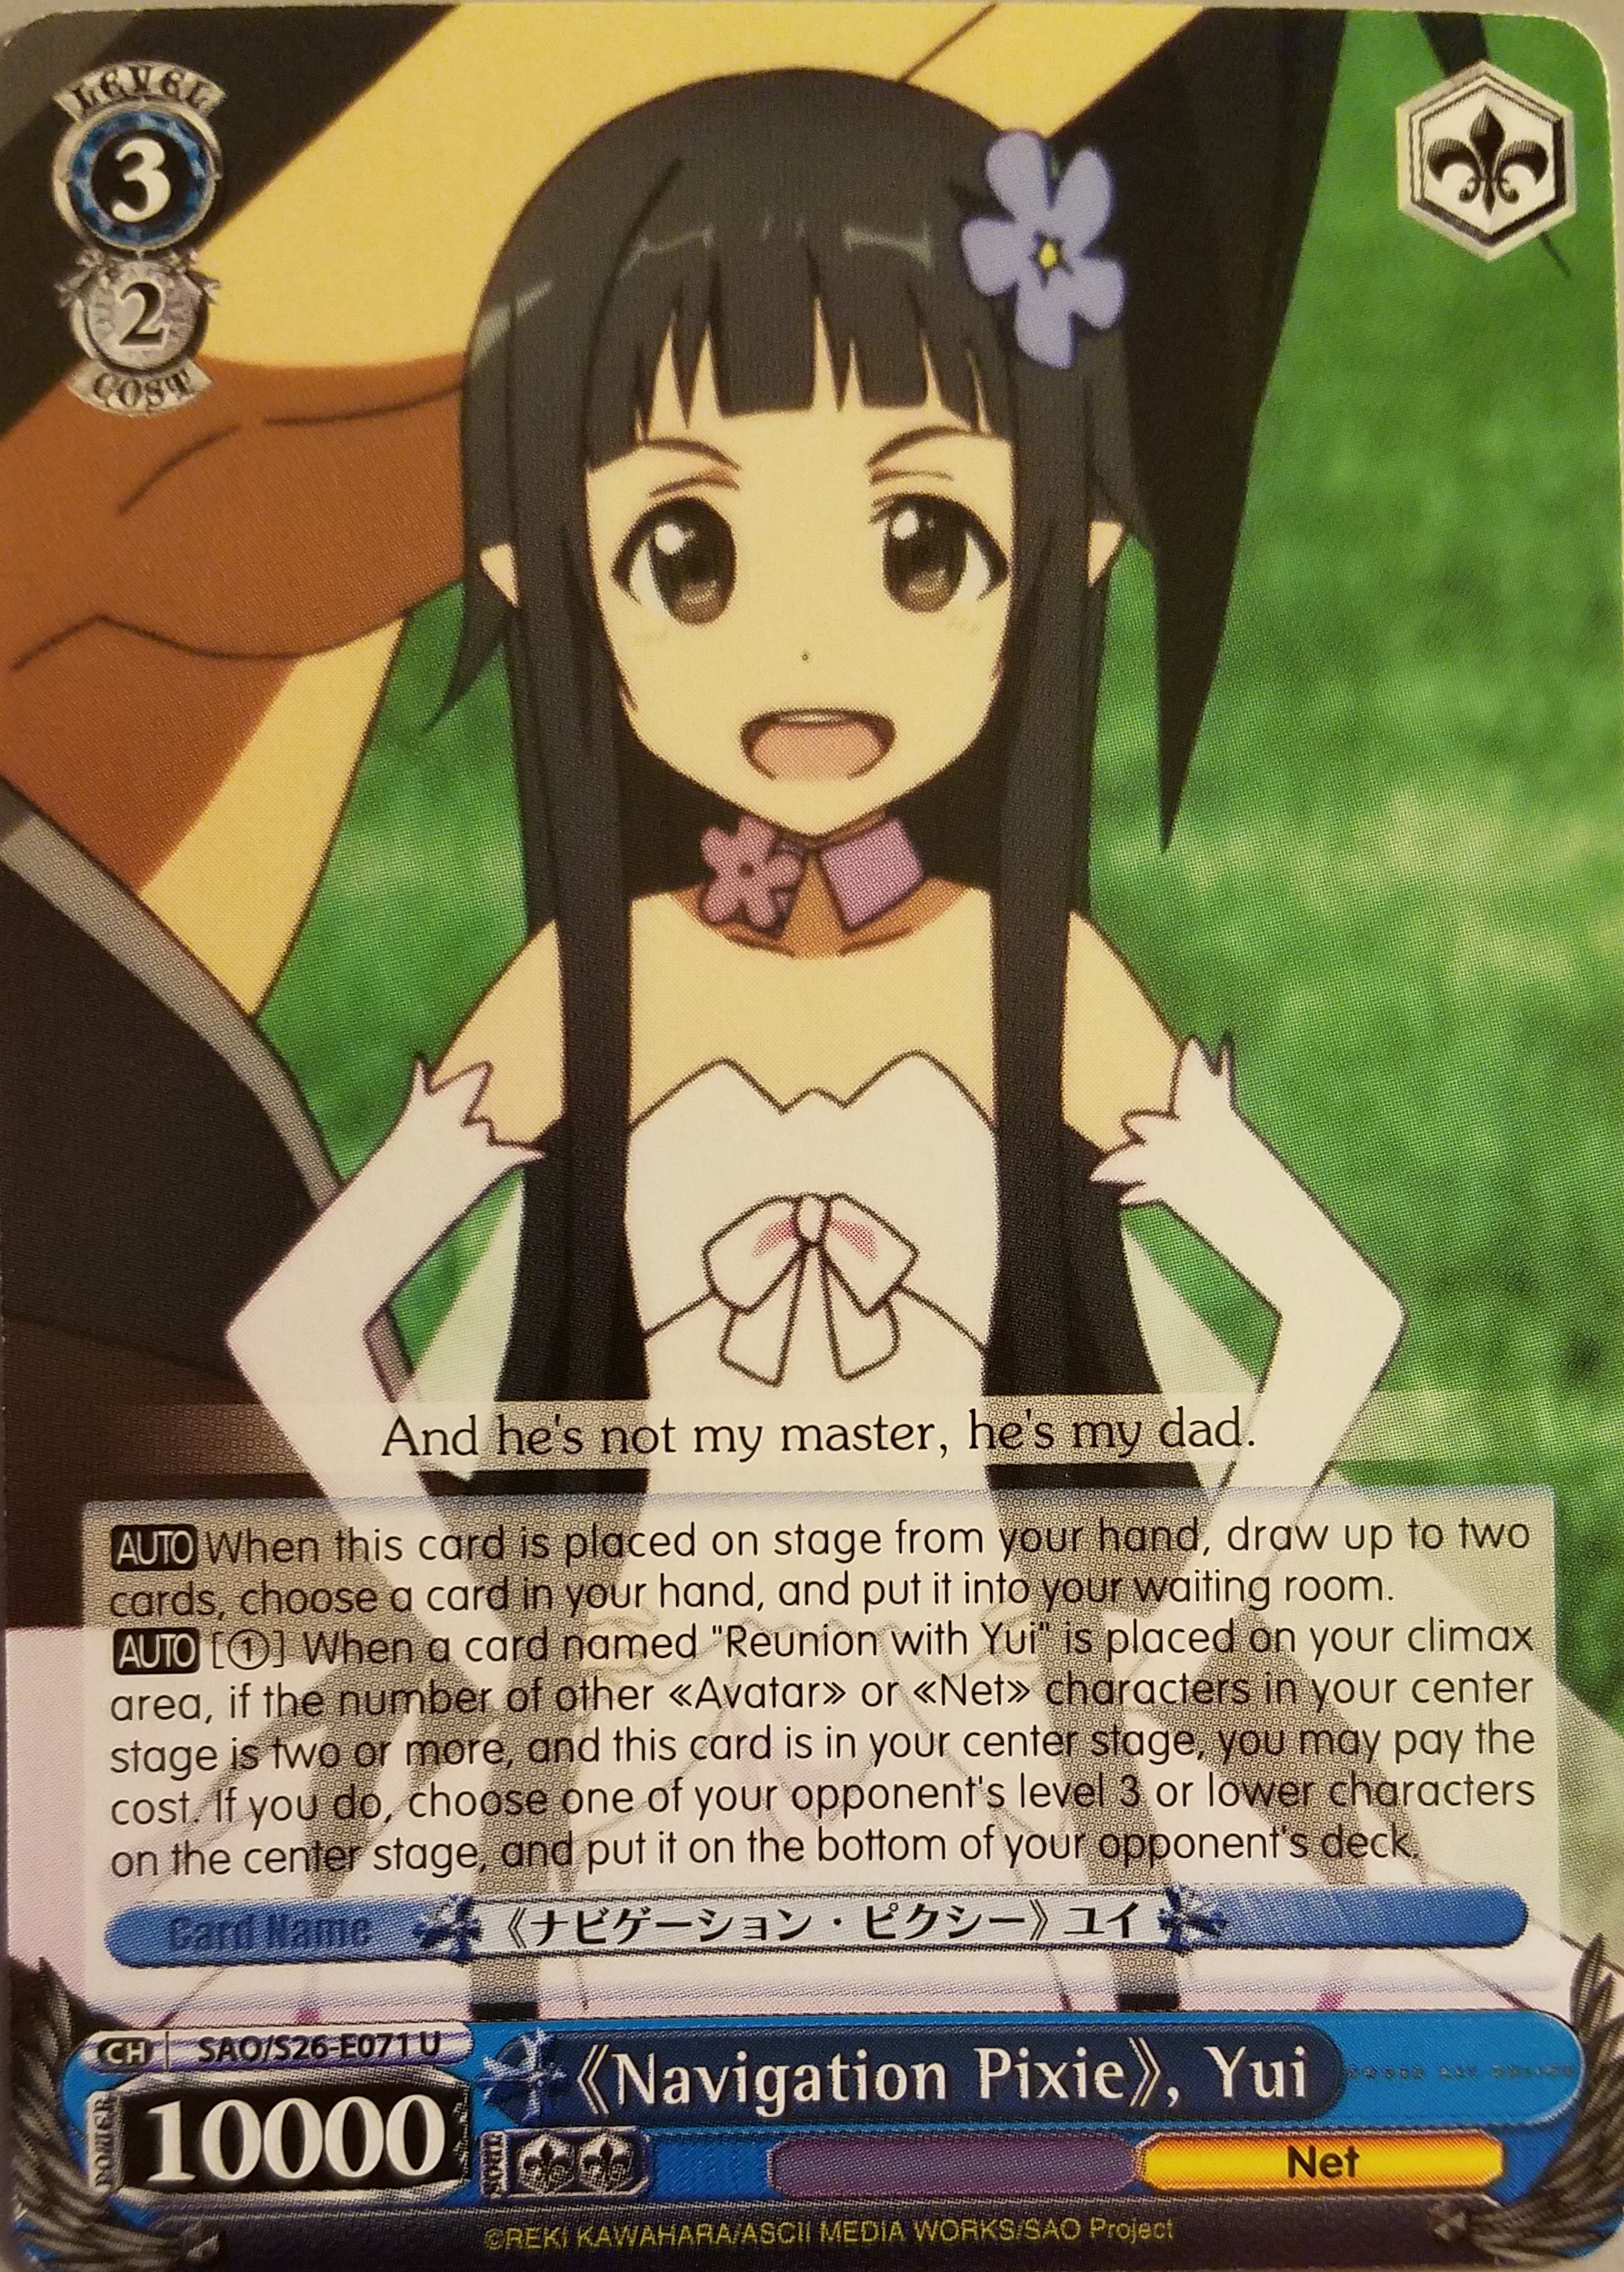 LEVEL
3
2
COST
And he's not my master, he's my dad.
AUTO When this card is placed on stage from your hand, draw up to two
cards, choose a card in your hand, and put it into your waiting room.
AUTO [①] When a card named "Reunion with Yui" is placed on your climax
area, if the number of other «Avatar» or «Net» characters in your center
stage is two or more, and this card is in your center stage, you may pay the
cost. If you do, choose one of your opponent's level 3 or lower characters
on the center stage, and put it on the bottom of your opponent's deck.
Card Name 《ナビゲーション・ピクシー》ユイ
CH SAO/S26-E071 U
《Navigation Pixie》, Yui
POWER 10000
SOUL
Net
©REKI KAWAHARA/ASCII MEDIA WORKS/SAO Project